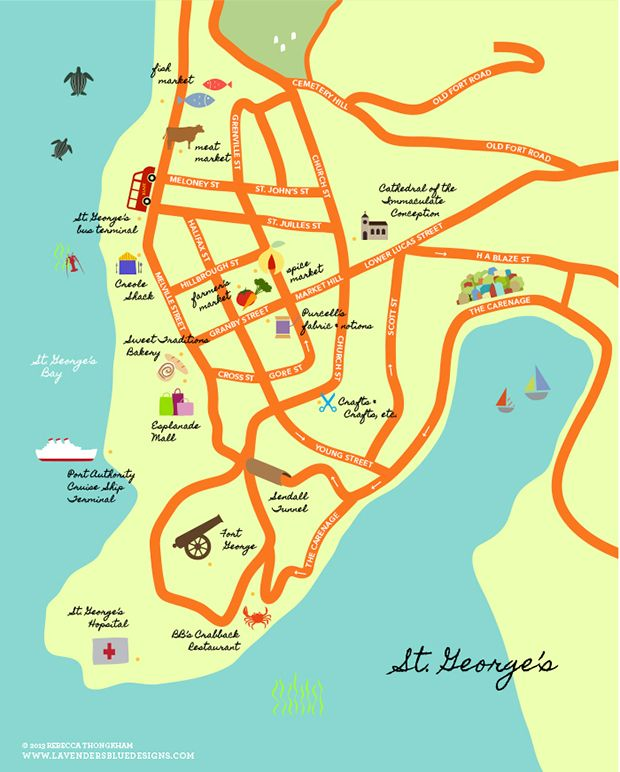 fish
market
CEMETERY HILL
OLD FORT ROAD
GRENVILLE ST
meat
market
CHURCH ST
OLD FORT ROAD
BUS
MELONEY ST
ST. JOHN'S ST
Cathedral of the
Immaculate
Conception
St. George's
bus terminal
HALIFAX ST
ST. JUILLES ST
LOWER LUCAS STREET
H A BLAZE ST
Creole
Shack
HILLBROUGH ST
spice
market
MELVILLE STREET
farmer's
market
MARKET HILL
THE CARENAGE
GRANBY STREET
Purcell's
fabric & notions
SCOTT ST
Sweet Traditions
Bakery
CHURCH ST
St. George's
Bay
CROSS ST
GORE ST
Crafts &
Crafts, etc.
Esplanade
Mall
YOUNG STREET
Port Authority
Cruise Ship
Terminal
Sendall
Tunnel
Fort
George
THE CARENAGE
St. George's
Hopsital
BB's Crabback
Restaurant
St. George's
© 2013 REBECCA THONGKHAM
WWW.LAVENDERSBLUEDESIGNS.COM